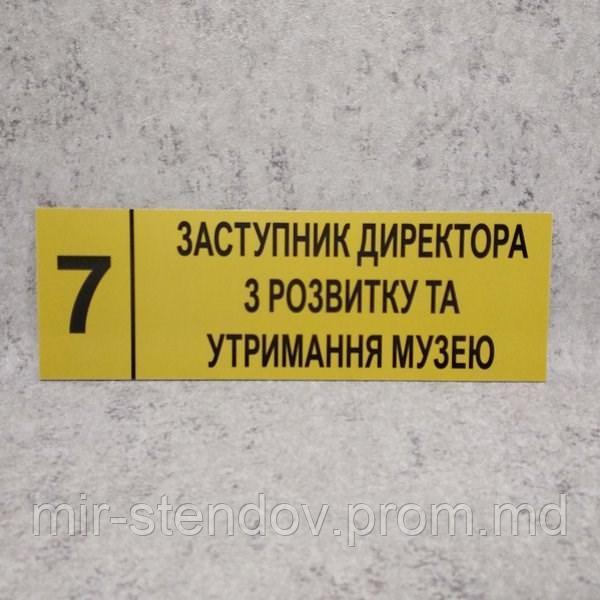 7
ЗАСТУПНИК ДИРЕКТОРА
З РОЗВИТКУ ТА
УТРИМАННЯ МУЗЕЮ
mir-stendov.prom.md